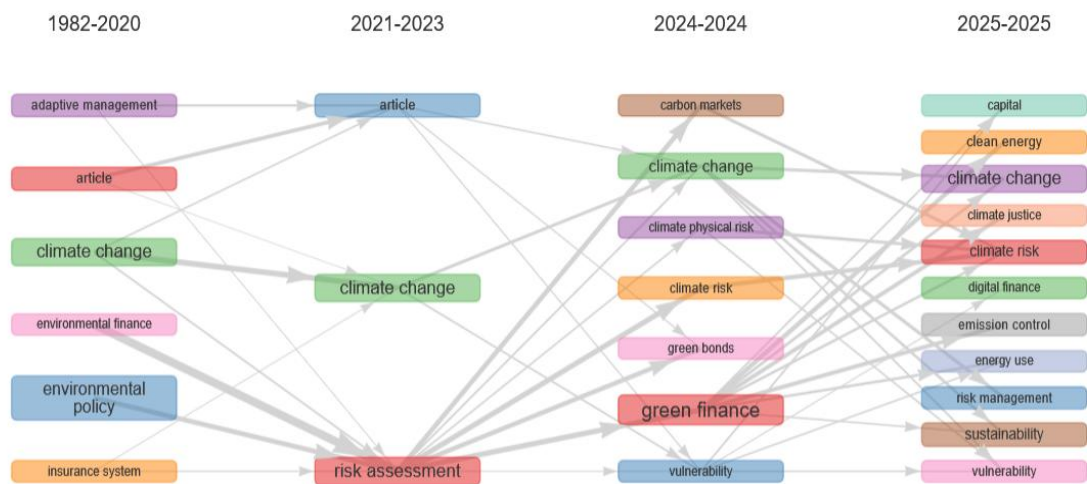 1982-2020
2021-2023
2024-2024
2025-2025
adaptive management
article
climate change
environmental finance
environmental
policy
insurance system
article
climate change
risk assessment
carbon markets
climate change
climate physical risk
climate risk
green bonds
green finance
vulnerability
capital
clean energy
climate change
climate justice
climate risk
digital finance
emission control
energy use
risk management
sustainability
vulnerability